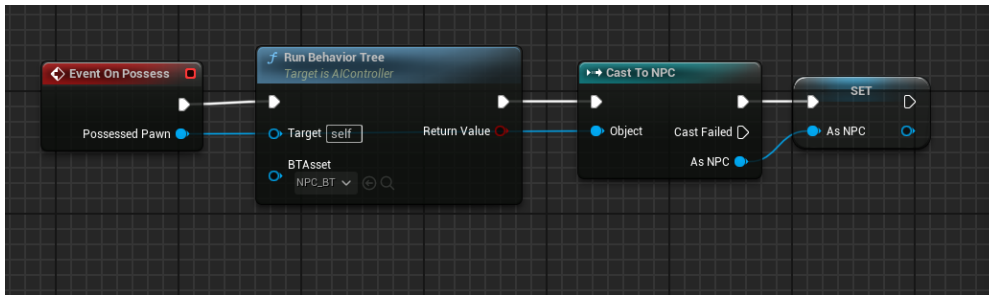 Event On Possess
Possessed Pawn
f Run Behavior Tree
Target is AIController
Target self
Return Value
BTAsset
NPC_BT
Cast To NPC
Object
Cast Failed
As NPC
SET
As NPC